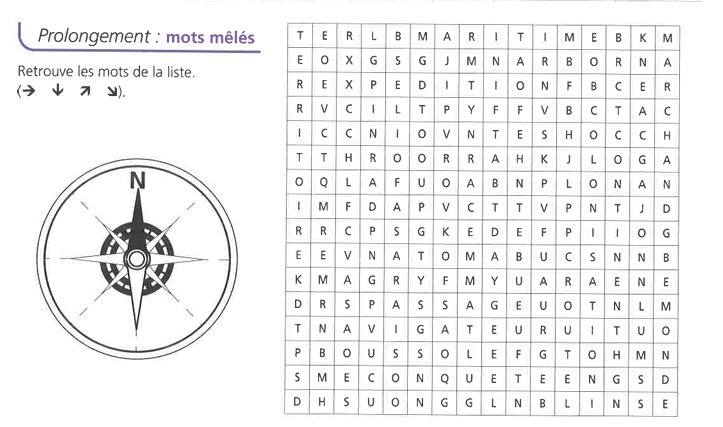 Prolongement : mots mêlés
Retrouve les mots de la liste.
(→ ↓ ↗ ↘).
N
T E R L B M A R I T I M E B K M
E O X G S G J M N A R B O R N A
R E X P E D I T I O N F B C E R
R V C I L T P Y F F V B C T A C
I C C N I O V N T E S H O C C H
T T H R O O R R A H K J L O G A
O Q L A F U O A B N P L O N A N
I M F D A P V C T T V P N T J D
R R C P S G K E D E F P I I O G
E E V N A T O M A B U C S N N B
K M A G R Y F M Y U A R A E N E
D R S P A S S A G E U O T N L M
T N A V I G A T E U R U I T U O
P B O U S S O L E F G T O H M N
S M E C O N Q U E T E E N G S D
D H S U O N G G L N B L I N S E